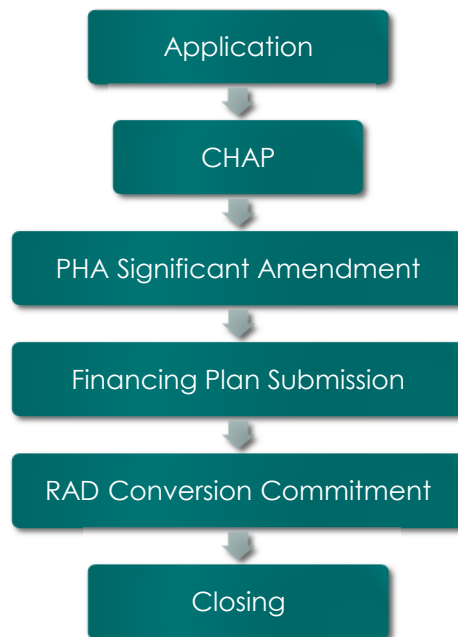 Application
CHAP
PHA Significant Amendment
Financing Plan Submission
RAD Conversion Commitment
Closing